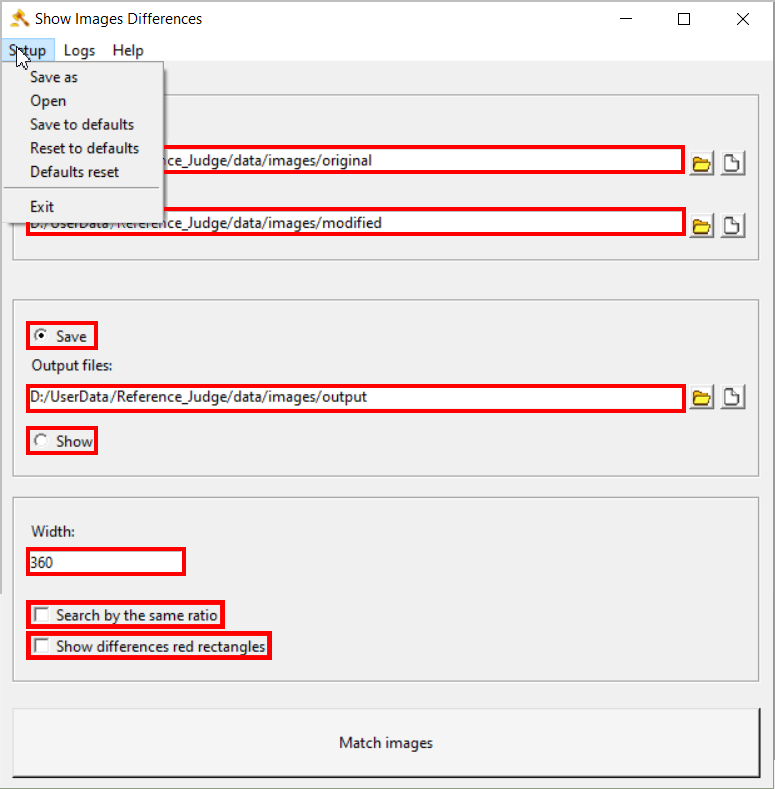 Show Images Differences
Setup Logs Help
Save as
Open
Save to defaults
Reset to defaults
Defaults reset
Exit
nce_Judge/data/images/original
D:/UserData/Reference_Judge/data/images/modified
Save
Output files:
D:/UserData/Reference_Judge/data/images/output
Show
Width:
360
Search by the same ratio
Show differences red rectangles
Match images